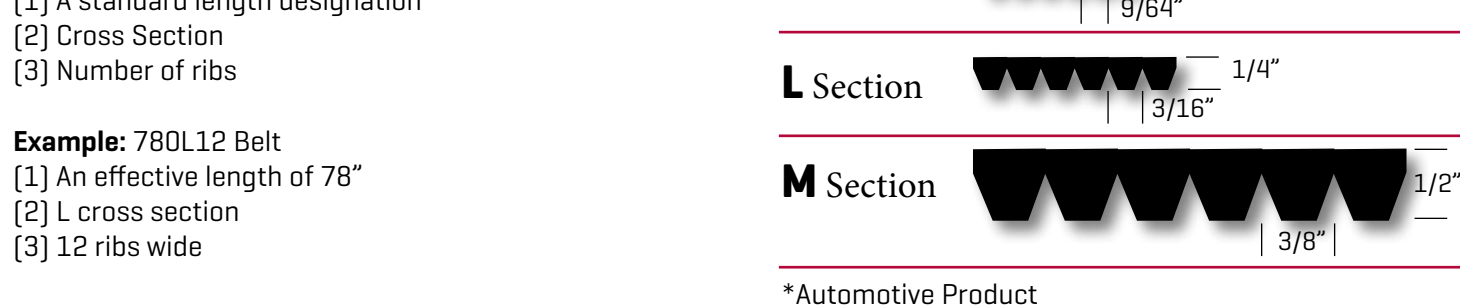 (1) A standard length designation
(2) Cross Section
(3) Number of ribs
Example: 780L12 Belt
(1) An effective length of 78”
(2) L cross section
(3) 12 ribs wide
9/64”
L Section
1/4”
3/16”
M Section
1/2”
3/8”
*Automotive Product